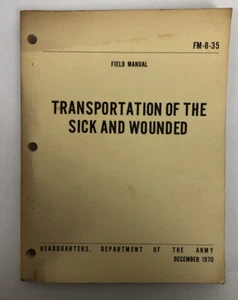 FM-8-35
FIELD MANUAL
TRANSPORTATION OF THE
SICK AND WOUNDED
HEADQUARTERS, DEPARTMENT OF THE ARMY
DECEMBER 1970